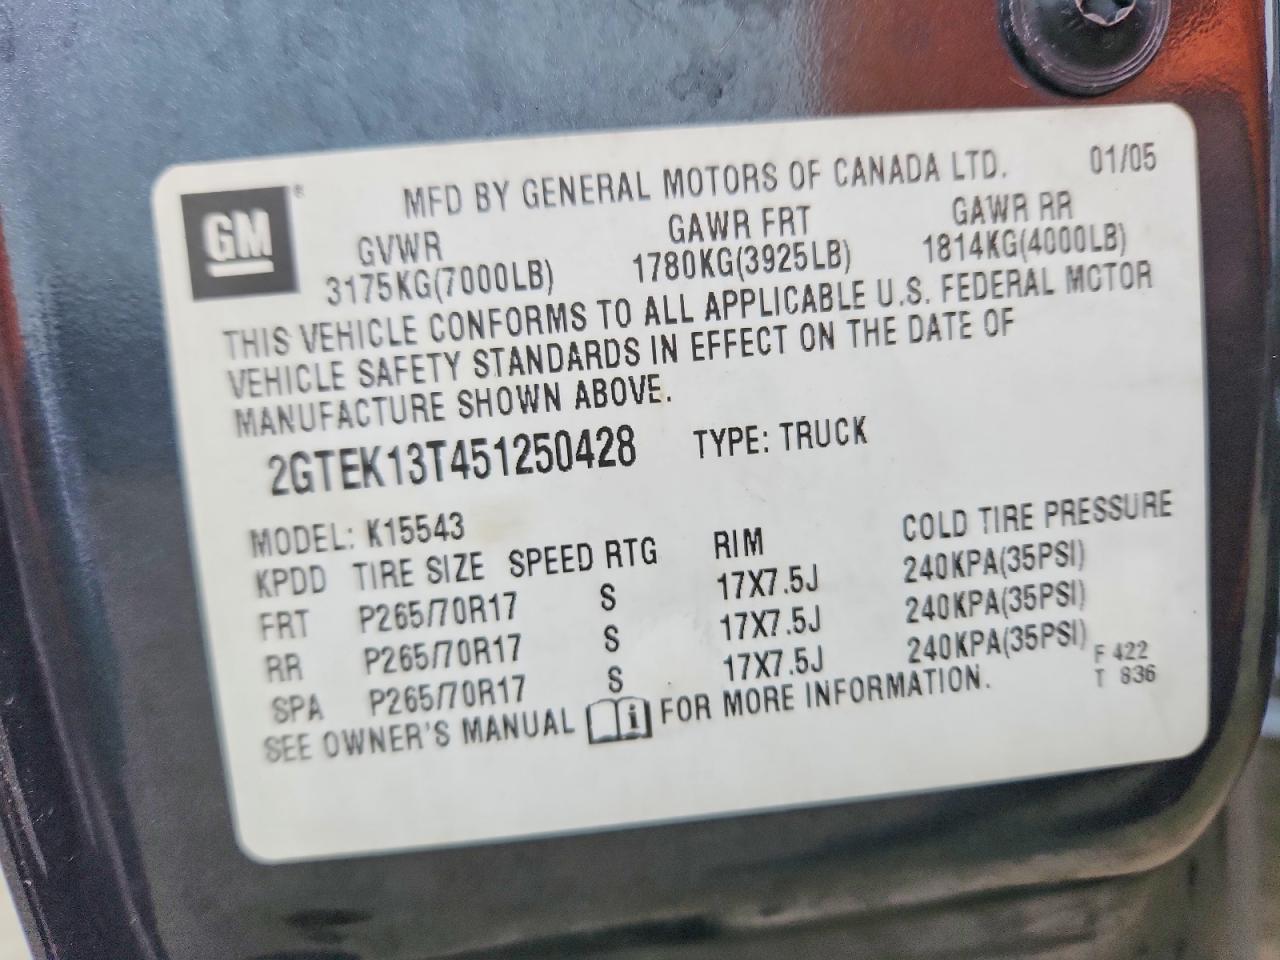 GM ®
MFD BY GENERAL MOTORS OF CANADA LTD. 01/05
GVWR GAWR FRT GAWR RR
3175KG(7000LB) 1780KG(3925LB) 1814KG(4000LB)
THIS VEHICLE CONFORMS TO ALL APPLICABLE U.S. FEDERAL MOTOR
VEHICLE SAFETY STANDARDS IN EFFECT ON THE DATE OF
MANUFACTURE SHOWN ABOVE.
2GTEK13T451250428 TYPE: TRUCK
MODEL: K15543
KPDD TIRE SIZE SPEED RTG RIM COLD TIRE PRESSURE
FRT P265/70R17 S 17X7.5J 240KPA(35PSI)
RR P265/70R17 S 17X7.5J 240KPA(35PSI)
SPA P265/70R17 S 17X7.5J 240KPA(35PSI)
SEE OWNER'S MANUAL i FOR MORE INFORMATION.
F 422
T 836